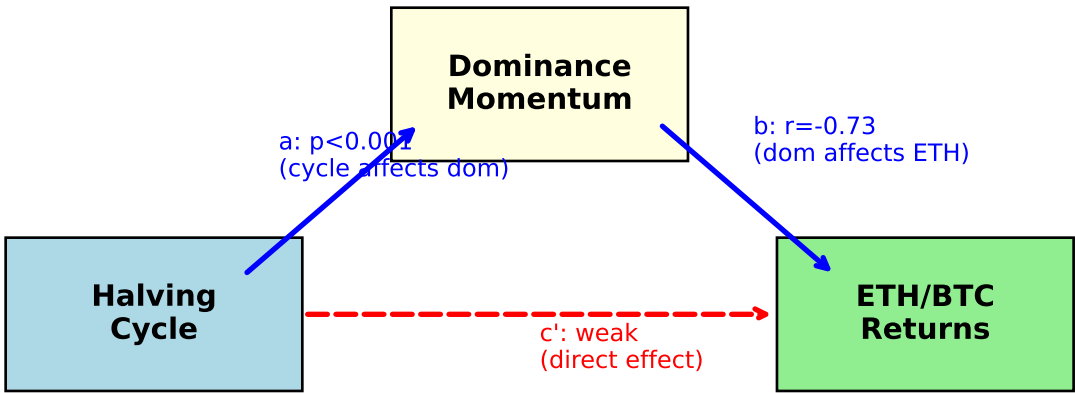 Dominance
Momentum
a: p<0.001
(cycle affects dom)
b: r=-0.73
(dom affects ETH)
Halving
Cycle
ETH/BTC
Returns
c': weak
(direct effect)